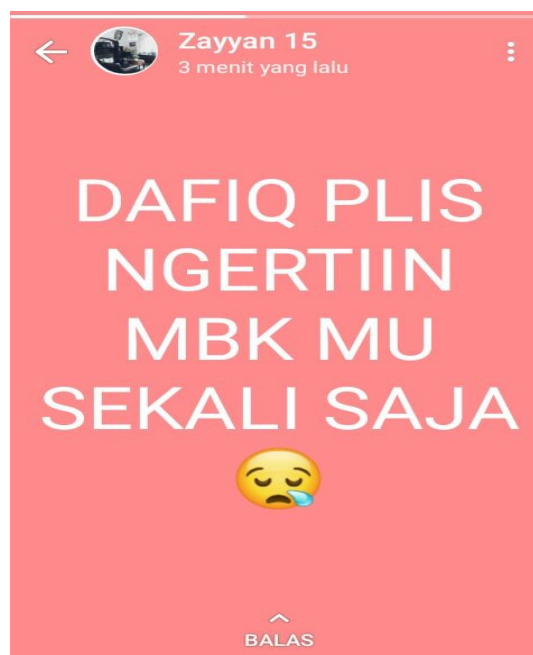 Zayyan 15
3 menit yang lalu
DAFIQ PLIS
NGERTIIN
MBK MU
SEKALI SAJA
BALAS